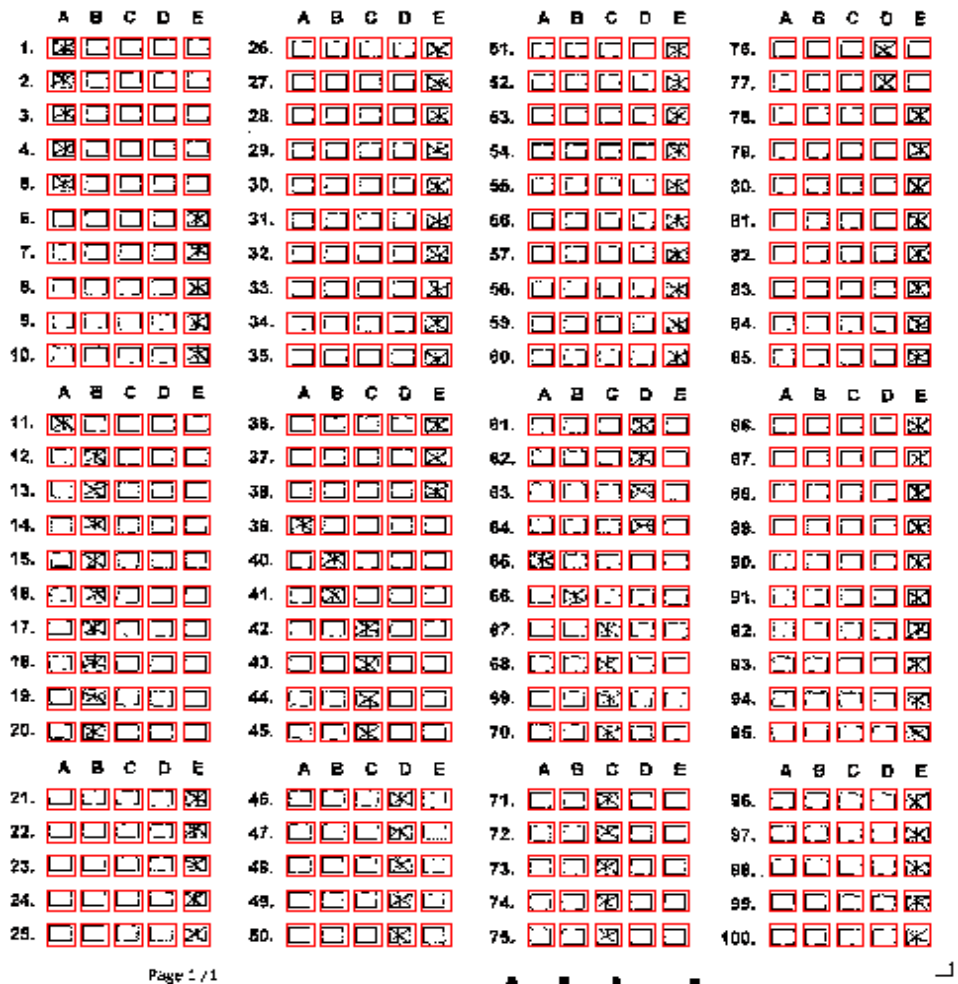 A B C D E A B C D E A B C D E A B C D E
1. 26. 51. 76.
2. 27. 52. 77.
3. 28. 53. 78.
4. 29. 54. 79.
5. 30. 55. 80.
6. 31. 56. 81.
7. 32. 57. 82.
8. 33. 58. 83.
9. 34. 59. 84.
10. 35. 60. 85.
A B C D E A B C D E A B C D E A B C D E
11. 36. 61. 86.
12. 37. 62. 87.
13. 38. 63. 88.
14. 39. 64. 89.
15. 40. 65. 90.
16. 41. 66. 91.
17. 42. 67. 92.
18. 43. 68. 93.
19. 44. 69. 94.
20. 45. 70. 95.
A B C D E A B C D E A B C D E A B C D E
21. 46. 71. 96.
22. 47. 72. 97.
23. 48. 73. 98.
24. 49. 74. 99.
25. 50. 75. 100.
Page 1 / 1